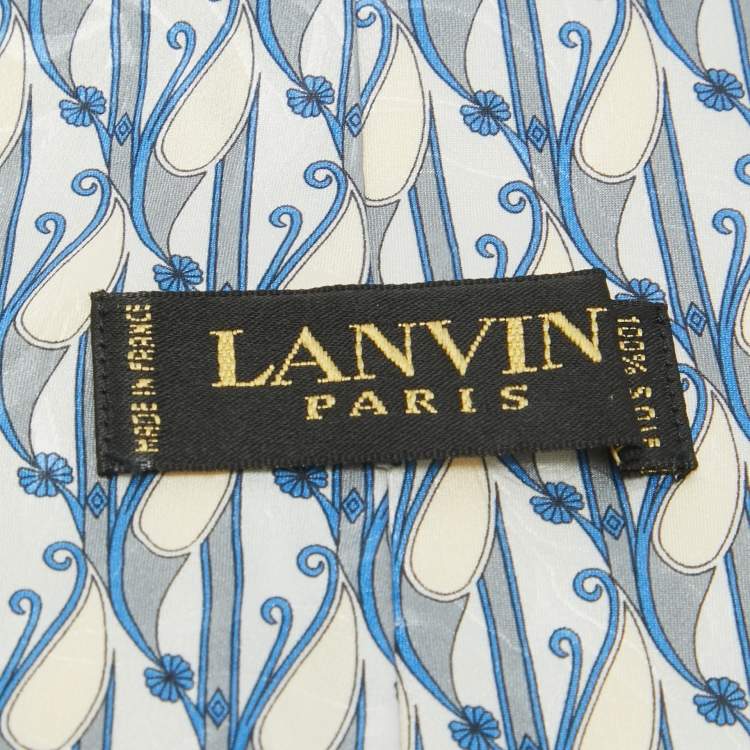 MADE IN FRANCE
LANVIN
PARIS
100% SOIE